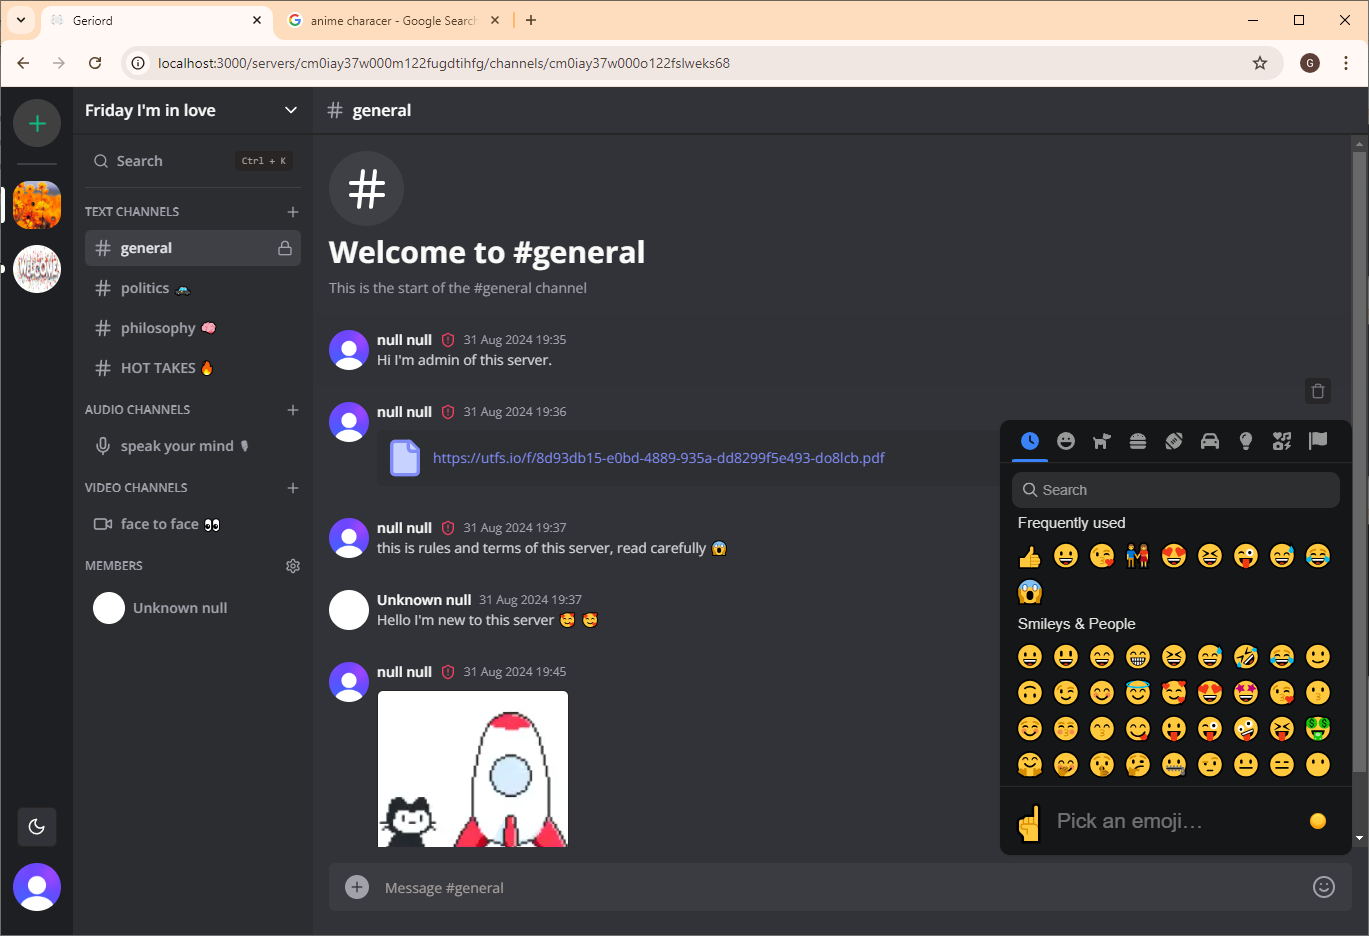 Geriord
anime characer - Google Search
localhost:3000/servers/cm0iay37w000m122fugdtihfg/channels/cm0iay37w000o122fslweks68
G
Friday I'm in love
# general
Search
Ctrl + K
TEXT CHANNELS
# general
# politics
# philosophy
# HOT TAKES
AUDIO CHANNELS
speak your mind
VIDEO CHANNELS
face to face
MEMBERS
Unknown null
WELCOME
#
Welcome to #general
This is the start of the #general channel
null null 31 Aug 2024 19:35
Hi I'm admin of this server.
null null 31 Aug 2024 19:36
https://utfs.io/f/8d93db15-e0bd-4889-935a-dd8299f5e493-do8lcb.pdf
null null 31 Aug 2024 19:37
this is rules and terms of this server, read carefully 😱
Unknown null 31 Aug 2024 19:37
Hello I'm new to this server 🥰 🥰
null null 31 Aug 2024 19:45
Message #general
Search
Frequently used
Smileys & People
Pick an emoji…